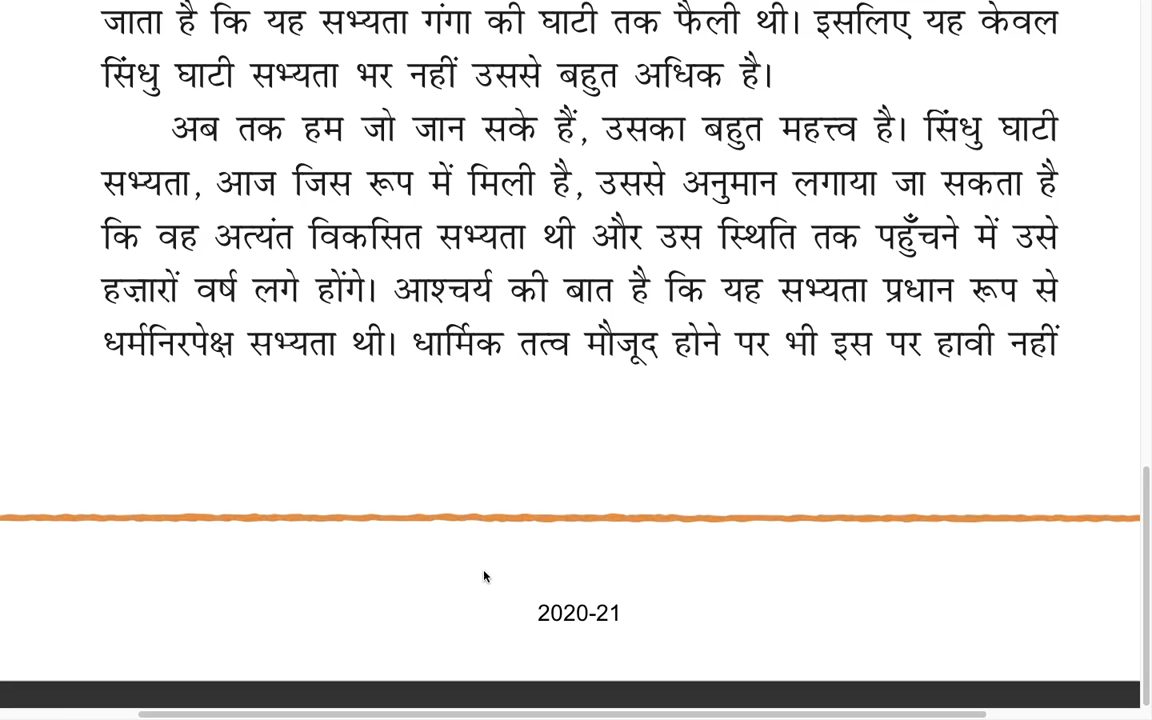 जाता है कि यह सभ्यता गंगा की घाटी तक फैली थी। इसलिए यह केवल
सिंधु घाटी सभ्यता भर नहीं उससे बहुत अधिक है।
अब तक हम जो जान सके हैं, उसका बहुत महत्त्व है। सिंधु घाटी
सभ्यता, आज जिस रूप में मिली है, उससे अनुमान लगाया जा सकता है
कि वह अत्यंत विकसित सभ्यता थी और उस स्थिति तक पहुँचने में उसे
हज़ारों वर्ष लगे होंगे। आश्चर्य की बात है कि यह सभ्यता प्रधान रूप से
धर्मनिरपेक्ष सभ्यता थी। धार्मिक तत्व मौजूद होने पर भी इस पर हावी नहीं
2020-21